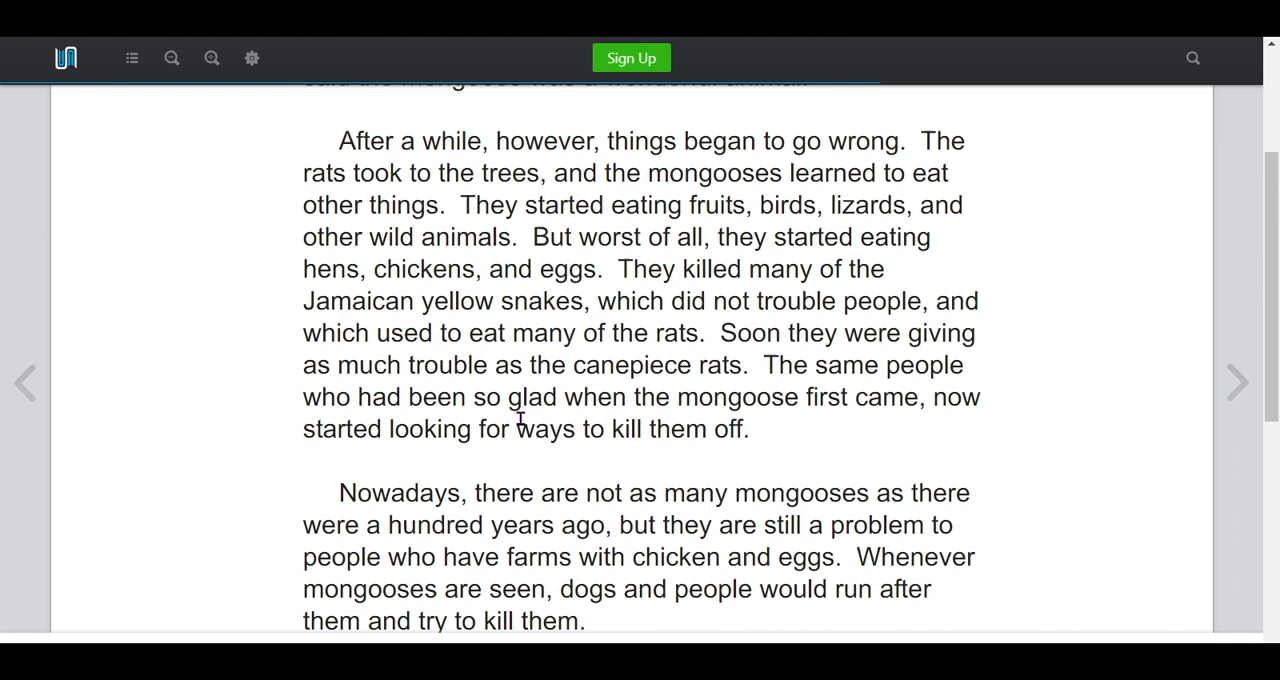 Sign Up
After a while, however, things began to go wrong. The
rats took to the trees, and the mongooses learned to eat
other things. They started eating fruits, birds, lizards, and
other wild animals. But worst of all, they started eating
hens, chickens, and eggs. They killed many of the
Jamaican yellow snakes, which did not trouble people, and
which used to eat many of the rats. Soon they were giving
as much trouble as the canepiece rats. The same people
who had been so glad when the mongoose first came, now
started looking for ways to kill them off.
Nowadays, there are not as many mongooses as there
were a hundred years ago, but they are still a problem to
people who have farms with chicken and eggs. Whenever
mongooses are seen, dogs and people would run after
them and try to kill them.